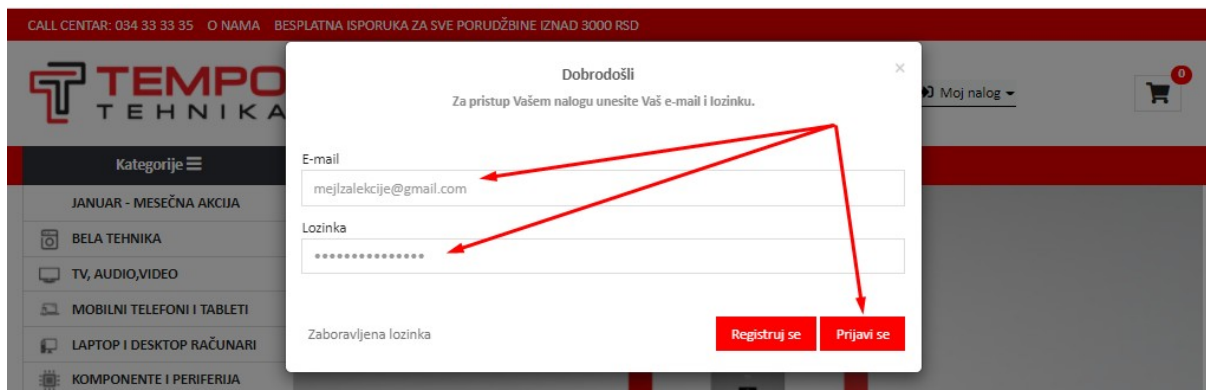 CALL CENTAR: 034 33 33 35 O NAMA BESPLATNA ISPORUKA ZA SVE PORUDŽBINE IZNAD 3000 RSD
TEMPO
TEHNIKA
Moj nalog
0
Dobrodošli
×
Za pristup Vašem nalogu unesite Vaš e-mail i lozinku.
Kategorije
JANUAR - MESEČNA AKCIJA
BELA TEHNIKA
TV, AUDIO,VIDEO
MOBILNI TELEFONI I TABLETI
LAPTOP I DESKTOP RAČUNARI
KOMPONENTE I PERIFERIJA
E-mail
mejlzalekcije@gmail.com
Lozinka
•••••••••••••••
Zaboravljena lozinka
Registruj se
Prijavi se